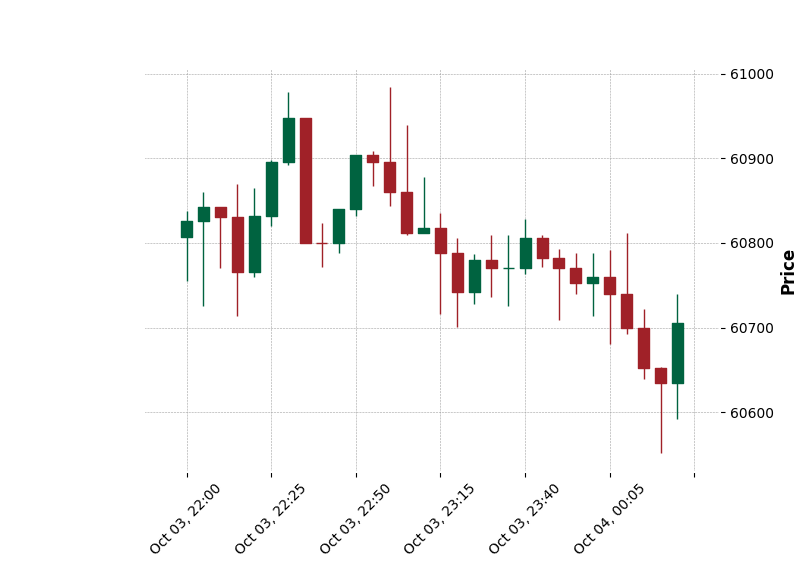 61000
60900
60800
60700
60600
Price
Oct 03, 22:00
Oct 03, 22:25
Oct 03, 22:50
Oct 03, 23:15
Oct 03, 23:40
Oct 04, 00:05